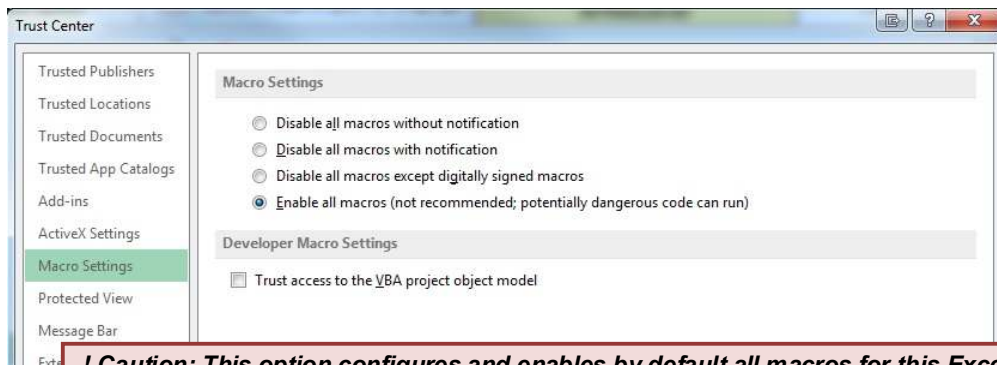 Trust Center
Trusted Publishers
Trusted Locations
Trusted Documents
Trusted App Catalogs
Add-ins
ActiveX Settings
Macro Settings
Protected View
Message Bar
Macro Settings
Disable all macros without notification
Disable all macros with notification
Disable all macros except digitally signed macros
Enable all macros (not recommended; potentially dangerous code can run)
Developer Macro Settings
Trust access to the VBA project object model
! Caution: This option configures and enables by default all macros for this Exce